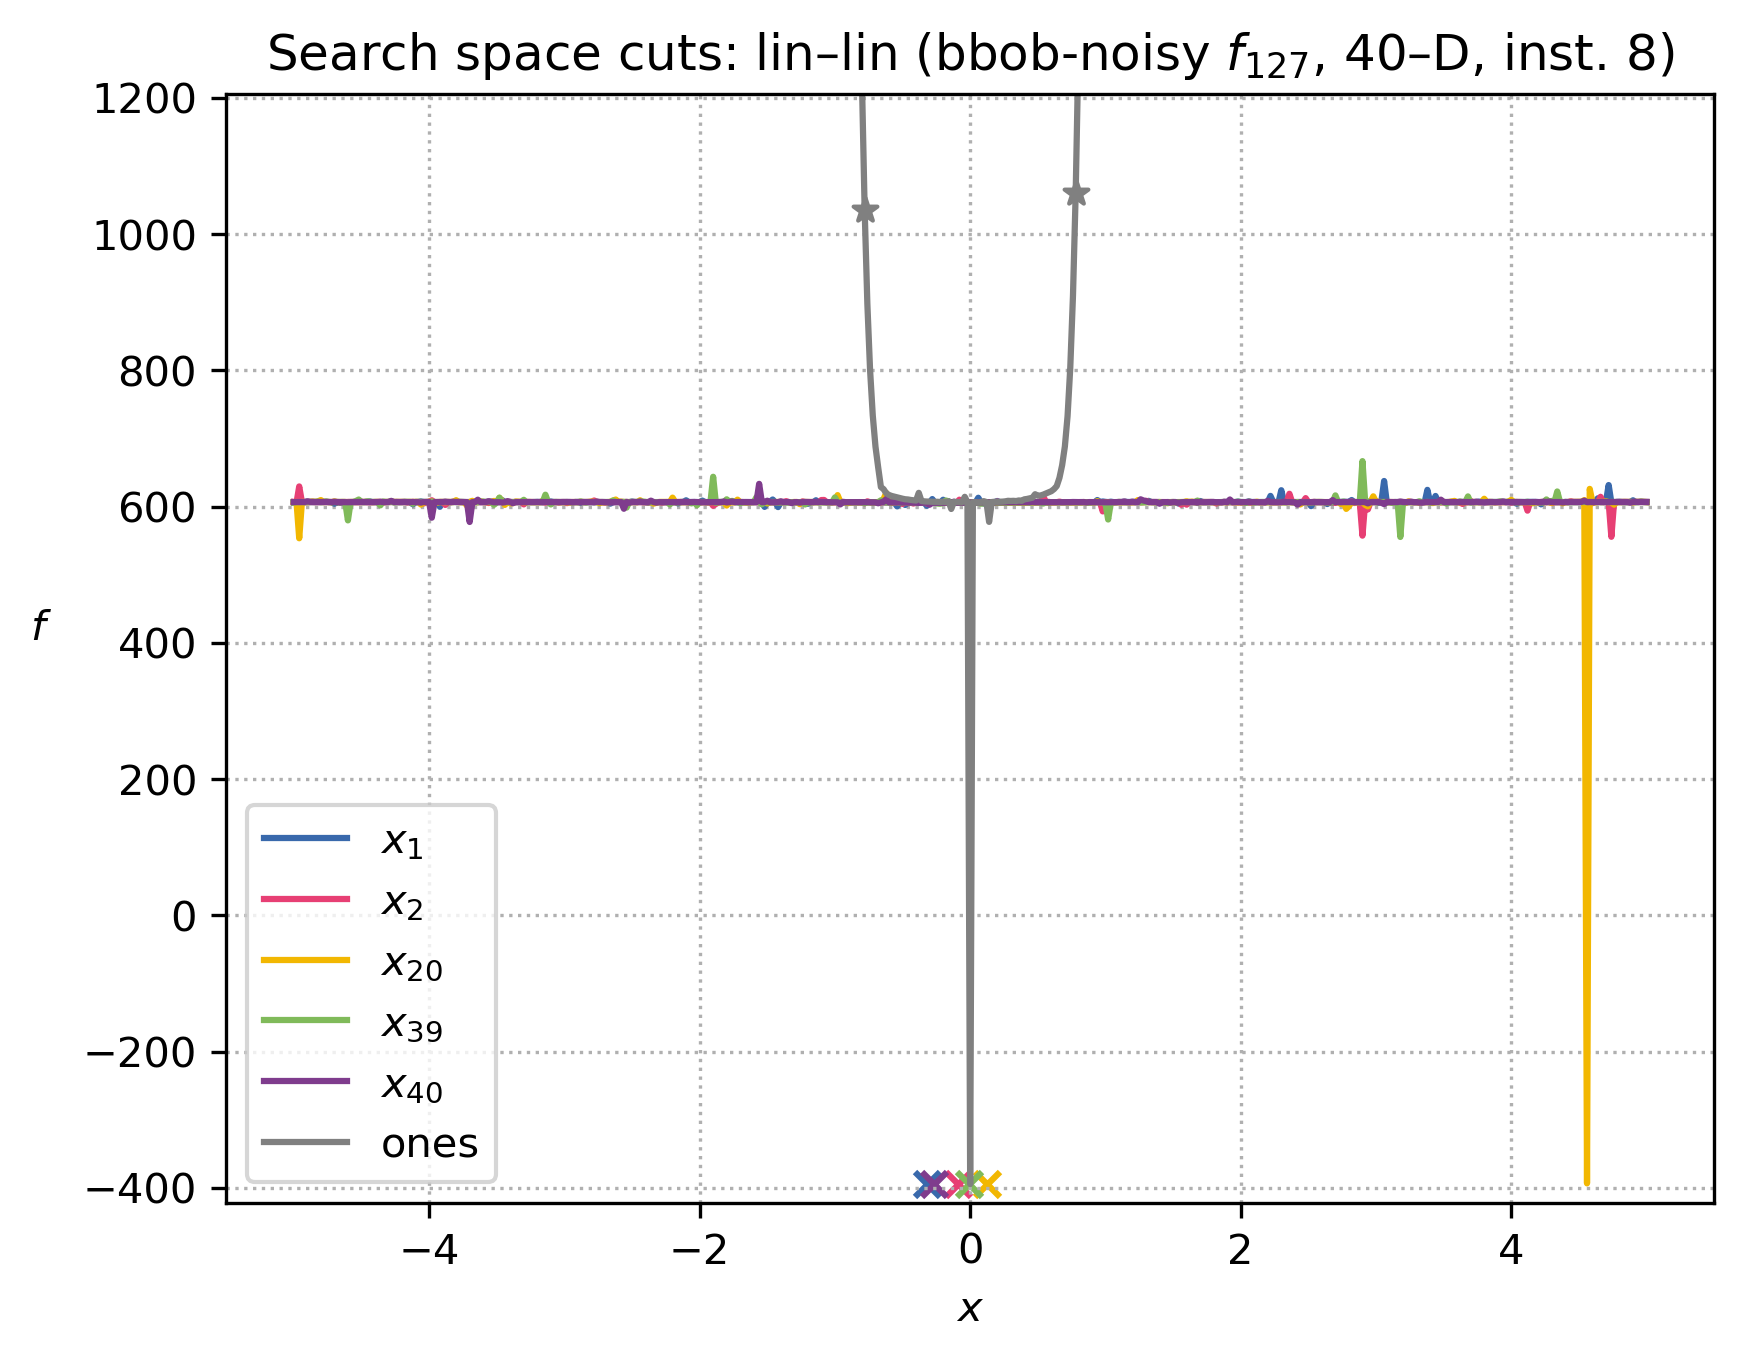 Search space cuts: lin–lin (bbob-noisy f127, 40–D, inst. 8)
1200
1000
800
600
400
200
0
−200
−400
f
x1
x2
x20
x39
x40
ones
−4
−2
0
2
4
x